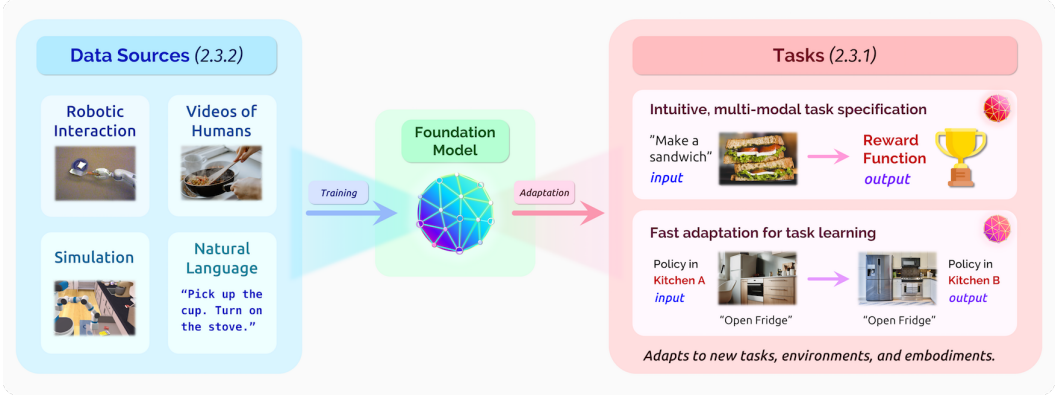 Data Sources (2.3.2)
Robotic
Interaction
Videos of
Humans
Simulation
Natural
Language
“Pick up the
cup. Turn on
the stove.”
Training
Foundation
Model
Adaptation
Tasks (2.3.1)
Intuitive, multi-modal task specification
“Make a
sandwich”
input
Reward
Function
output
Fast adaptation for task learning
Policy in
Kitchen A
input
“Open Fridge”
“Open Fridge”
Policy in
Kitchen B
output
Adapts to new tasks, environments, and embodiments.